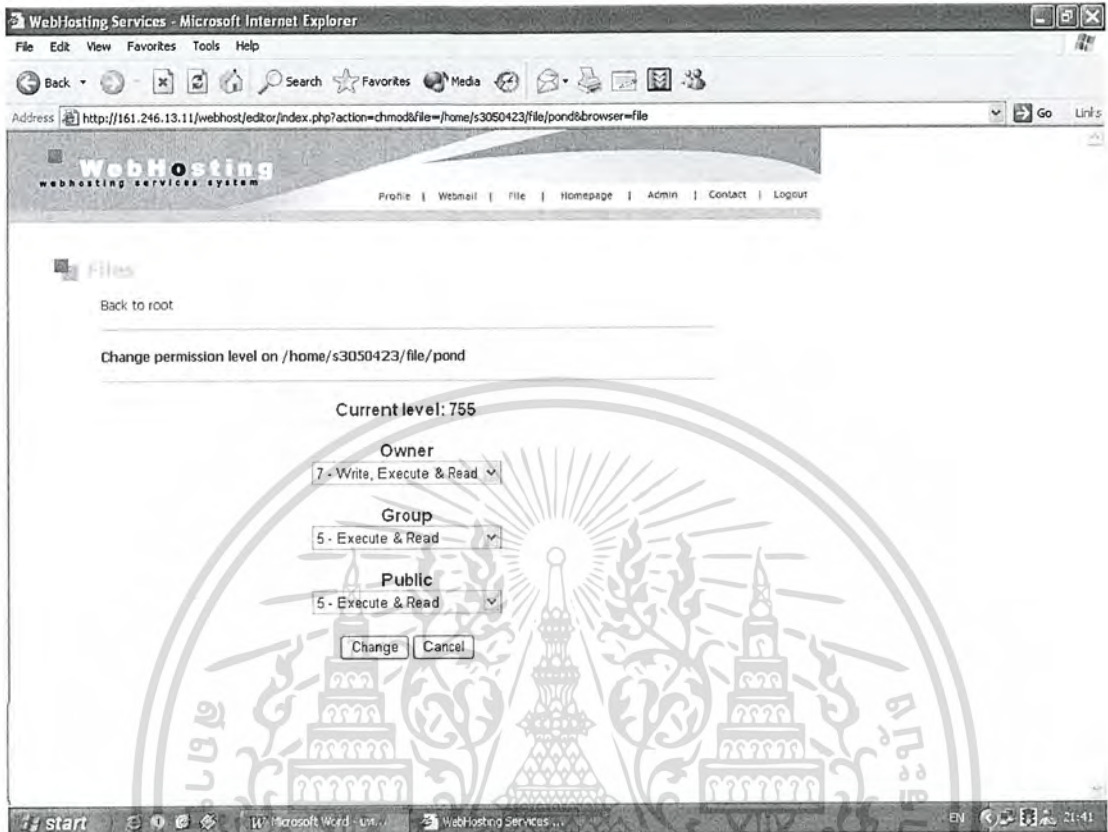 WebHosting Services - Microsoft Internet Explorer
File Edit View Favorites Tools Help
Back Search Favorites Media
Address http://161.246.13.11/webhost/editor/index.php?action=chmod&file=/home/s3050423/file/pond&browser=file Go Links
WebHosting
webhosting services system
Profile | Webmail | File | Homepage | Admin | Contact | Logout
Files
Back to root
Change permission level on /home/s3050423/file/pond
Current level: 755
Owner
7 - Write, Execute & Read
Group
5 - Execute & Read
Public
5 - Execute & Read
Change Cancel
start Microsoft Word - WebHosting Services ... EN 21:41